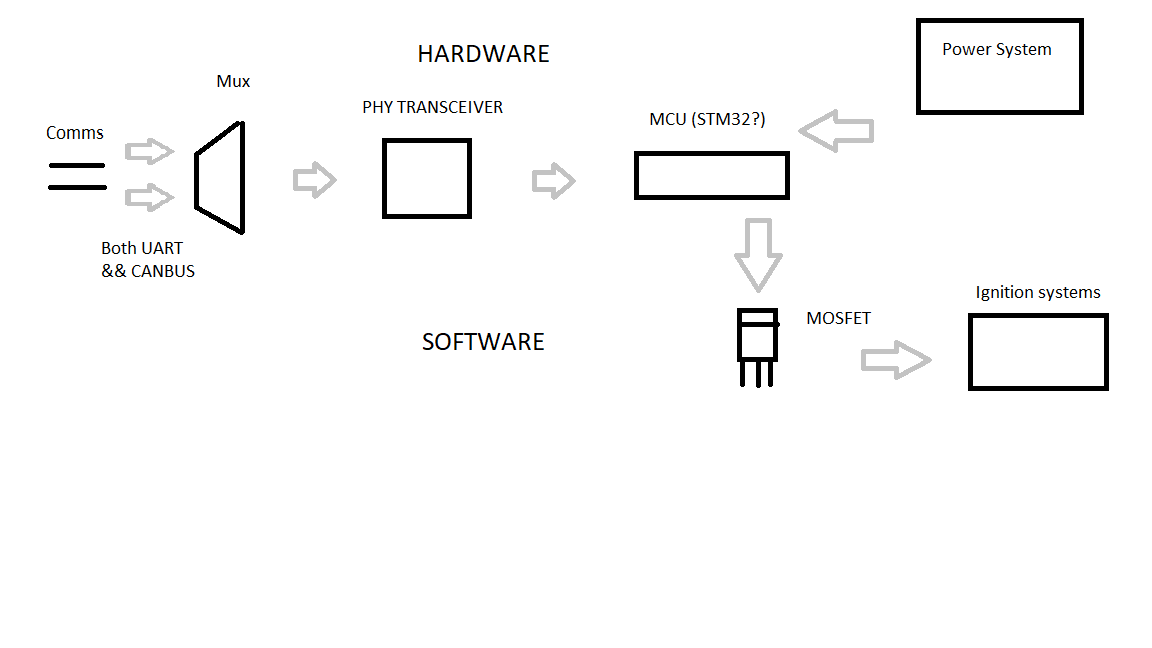 HARDWARE
Power System
Mux
PHY TRANSCEIVER
MCU (STM32?)
Comms
Both UART
&& CANBUS
Ignition systems
MOSFET
SOFTWARE